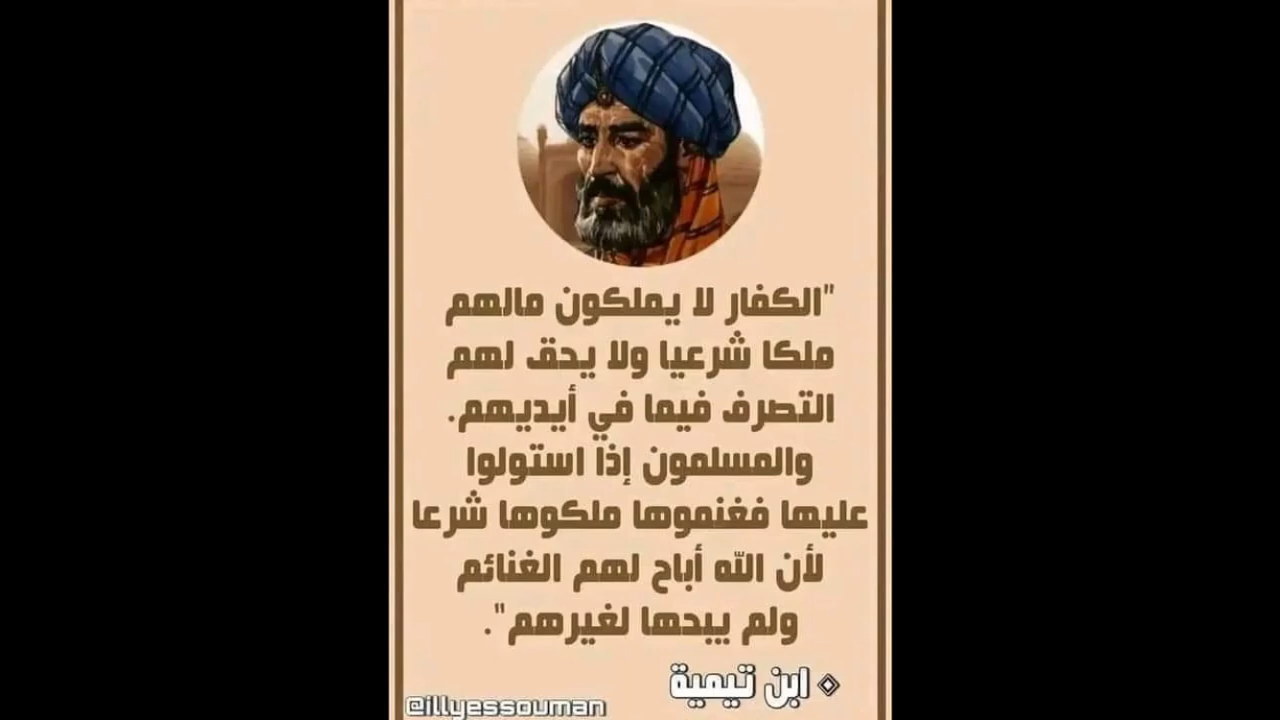 "الكفار لا يملكون مالهم
ملكا شرعيا ولا يحق لهم
التصرف فيما في أيديهم.
والمسلمون إذا استولوا
عليها فغنموها ملكوها شرعا
لأن الله أباح لهم الغنائم
ولم يبحها لغيرهم".
ابن تيمية
@illyessouman